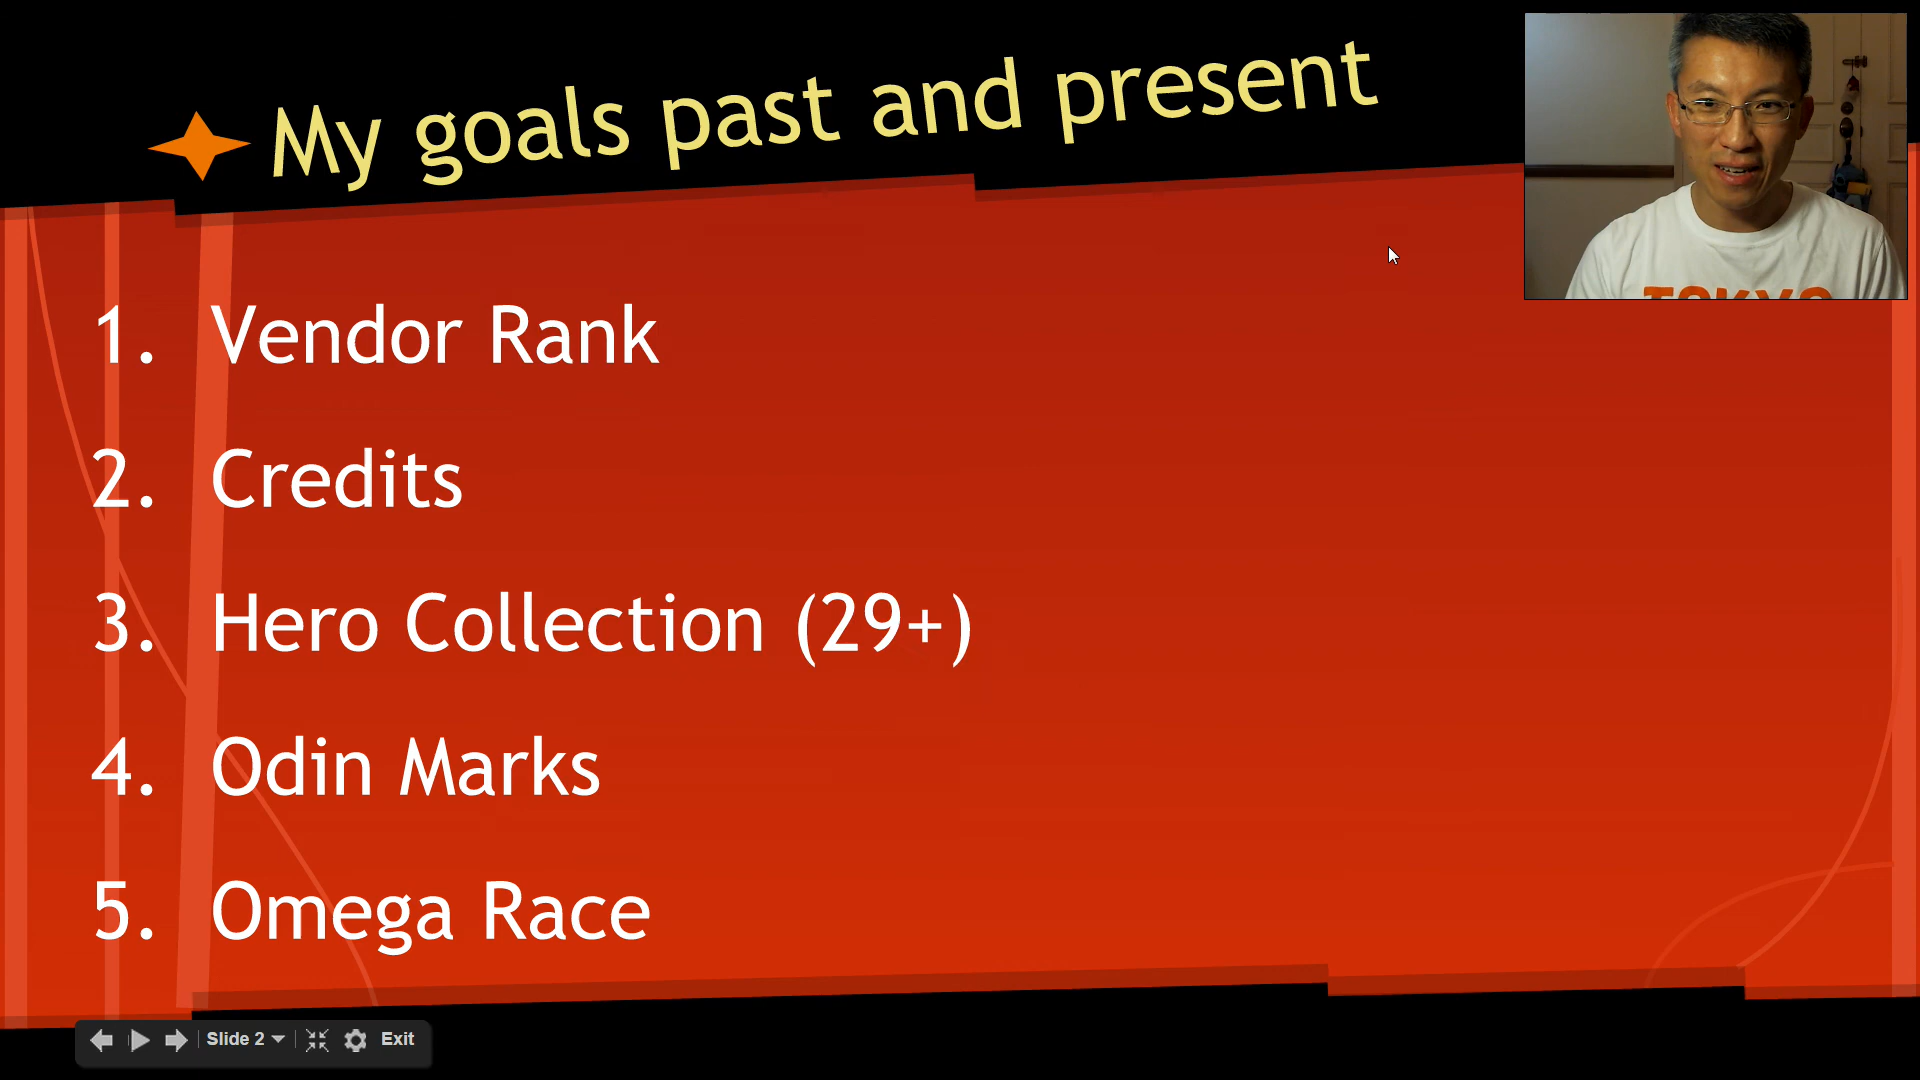 My goals past and present
1. Vendor Rank
2. Credits
3. Hero Collection (29+)
4. Odin Marks
5. Omega Race
TOKYO
Slide 2
Exit